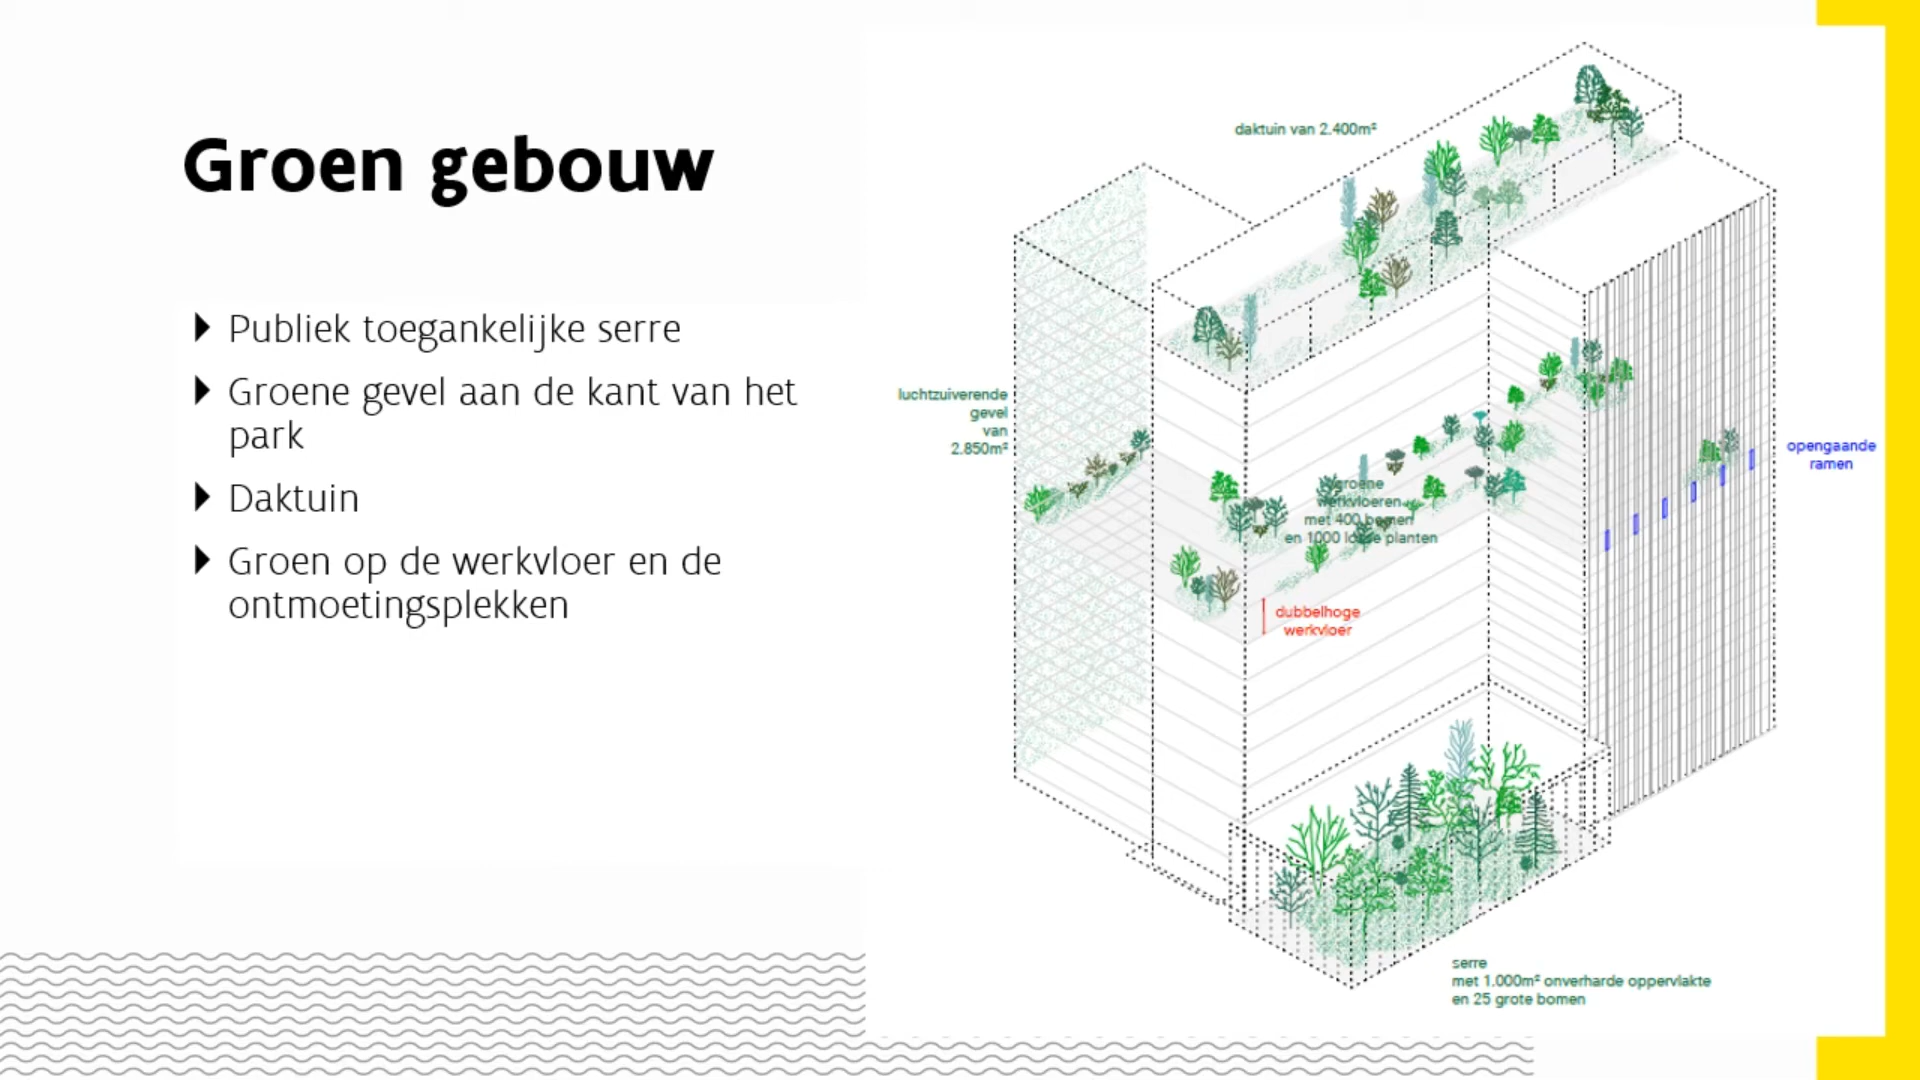 Groen gebouw
Publiek toegankelijke serre
Groene gevel aan de kant van het
park
Daktuin
Groen op de werkvloer en de
ontmoetingsplekken
daktuin van 2.400m²
luchtzuiverende
gevel
van
2.850m²
opengaande
ramen
groene
werkvloeren
met 400 bomen
en 1000 losse planten
dubbelhoge
werkvloer
serre
met 1.000m² onverharde oppervlakte
en 25 grote bomen